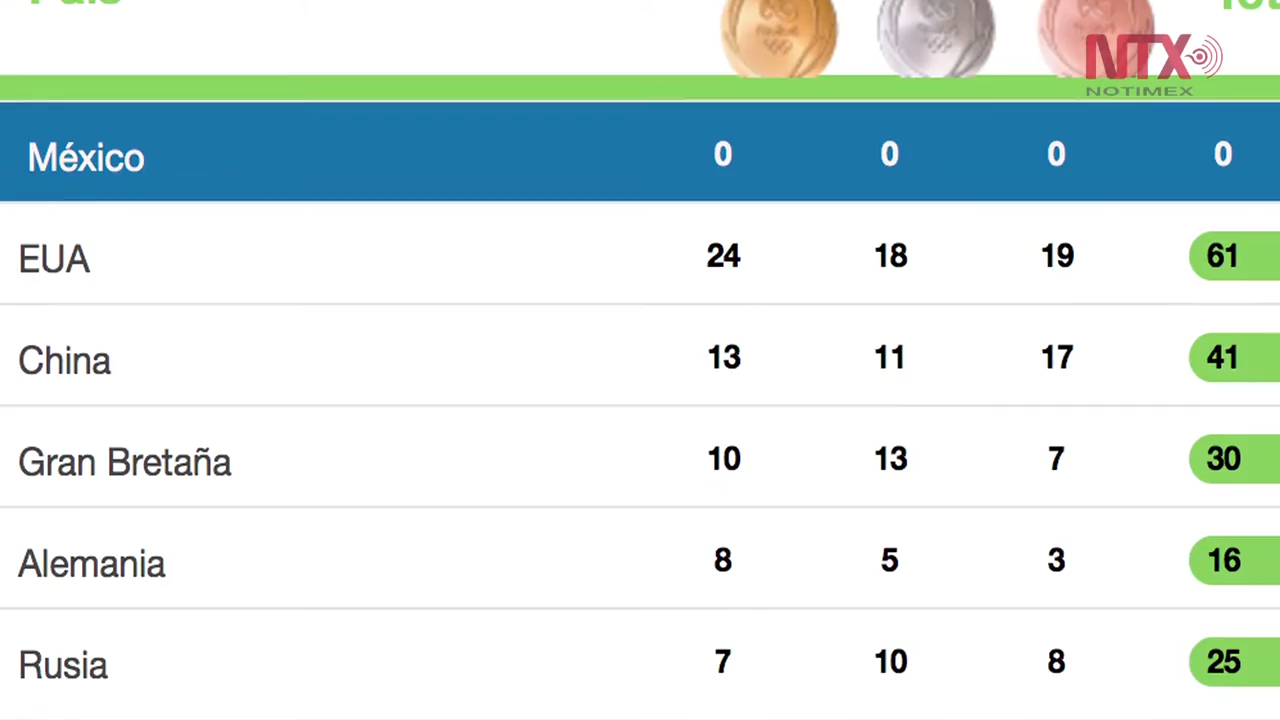 País
NTX
NOTIMEX
México 0 0 0 0
EUA 24 18 19 61
China 13 11 17 41
Gran Bretaña 10 13 7 30
Alemania 8 5 3 16
Rusia 7 10 8 25